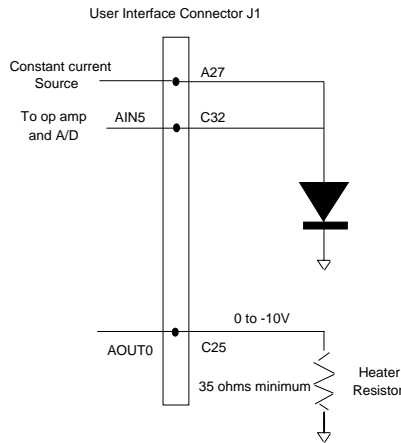 User Interface Connector J1
Constant current
Source
A27
To op amp
and A/D
AIN5
C32
0 to -10V
AOUT0
C25
35 ohms minimum
Heater
Resistor